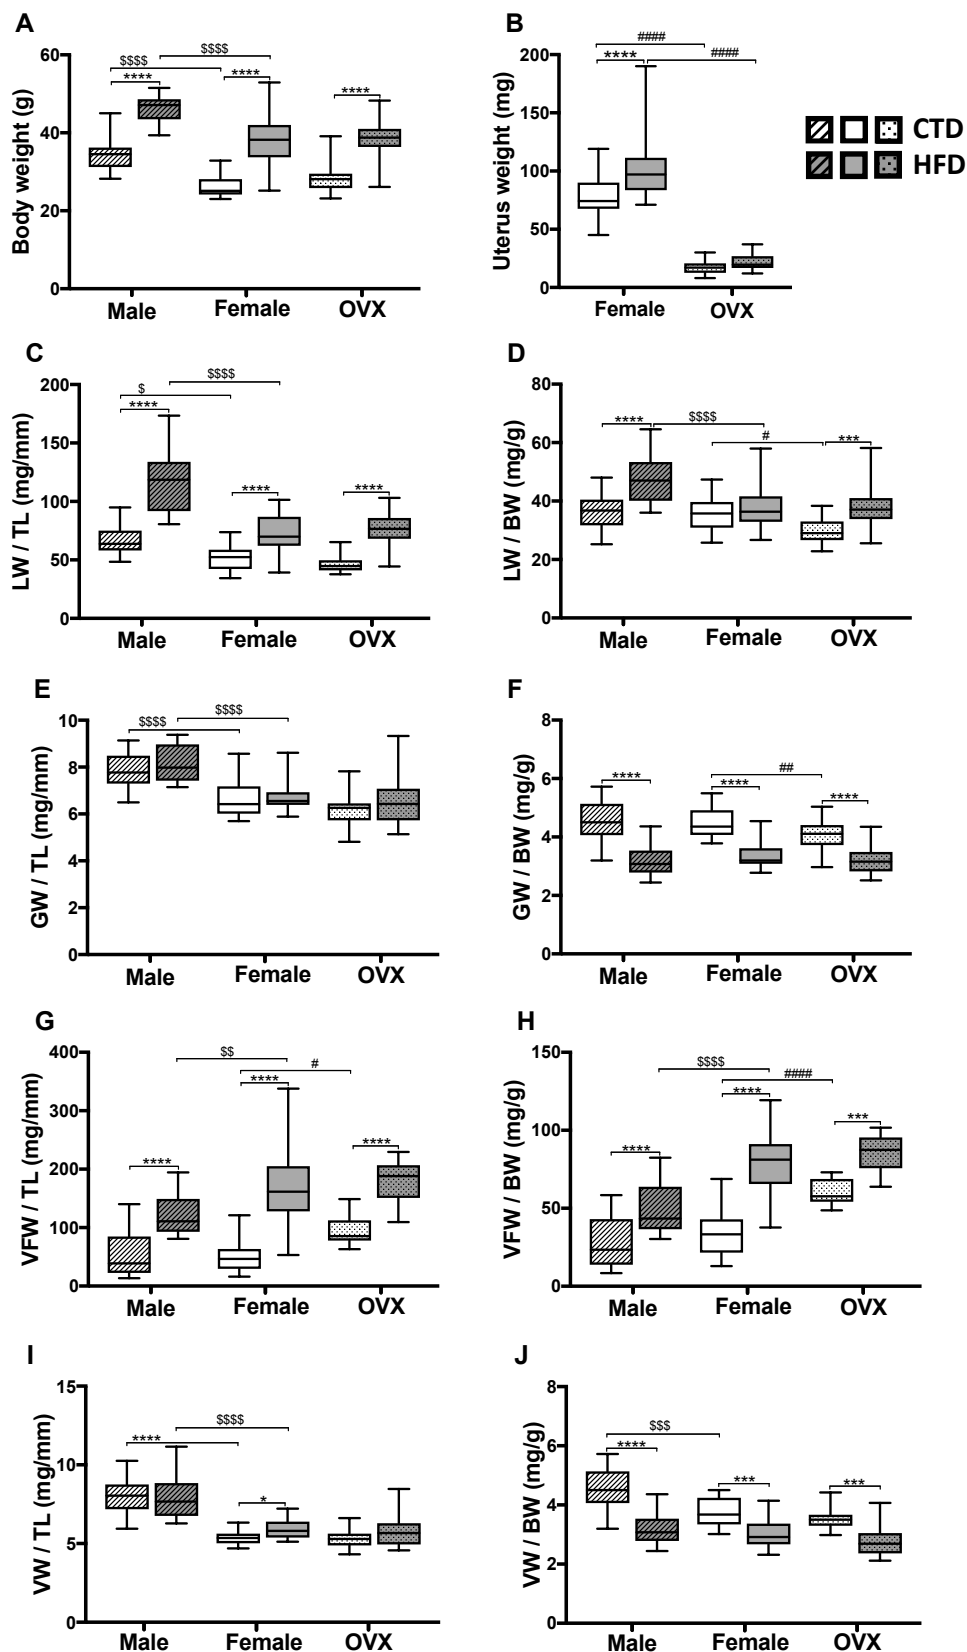 A
Body weight (g)
60
40
20
0
$$$$
$$$$
****
****
****
Male
Female
OVX
B
Uterus weight (mg)
200
150
100
50
0
####
####
****
Female
OVX
CTD
HFD
C
LW / TL (mg/mm)
200
150
100
50
0
$$$$
$
****
****
****
Male
Female
OVX
D
LW / BW (mg/g)
80
60
40
20
0
****
$$$$
#
***
Male
Female
OVX
E
GW / TL (mg/mm)
10
8
6
4
2
0
$$$$
$$$$
Male
Female
OVX
F
GW / BW (mg/g)
8
6
4
2
0
****
##
****
****
Male
Female
OVX
G
VFW / TL (mg/mm)
400
300
200
100
0
$$
#
****
****
****
Male
Female
OVX
H
VFW / BW (mg/g)
150
100
50
0
$$$$
####
****
****
***
Male
Female
OVX
I
VW / TL (mg/mm)
15
10
5
0
$$$$
****
*
Male
Female
OVX
J
VW / BW (mg/g)
8
6
4
2
0
$$$
****
***
***
Male
Female
OVX